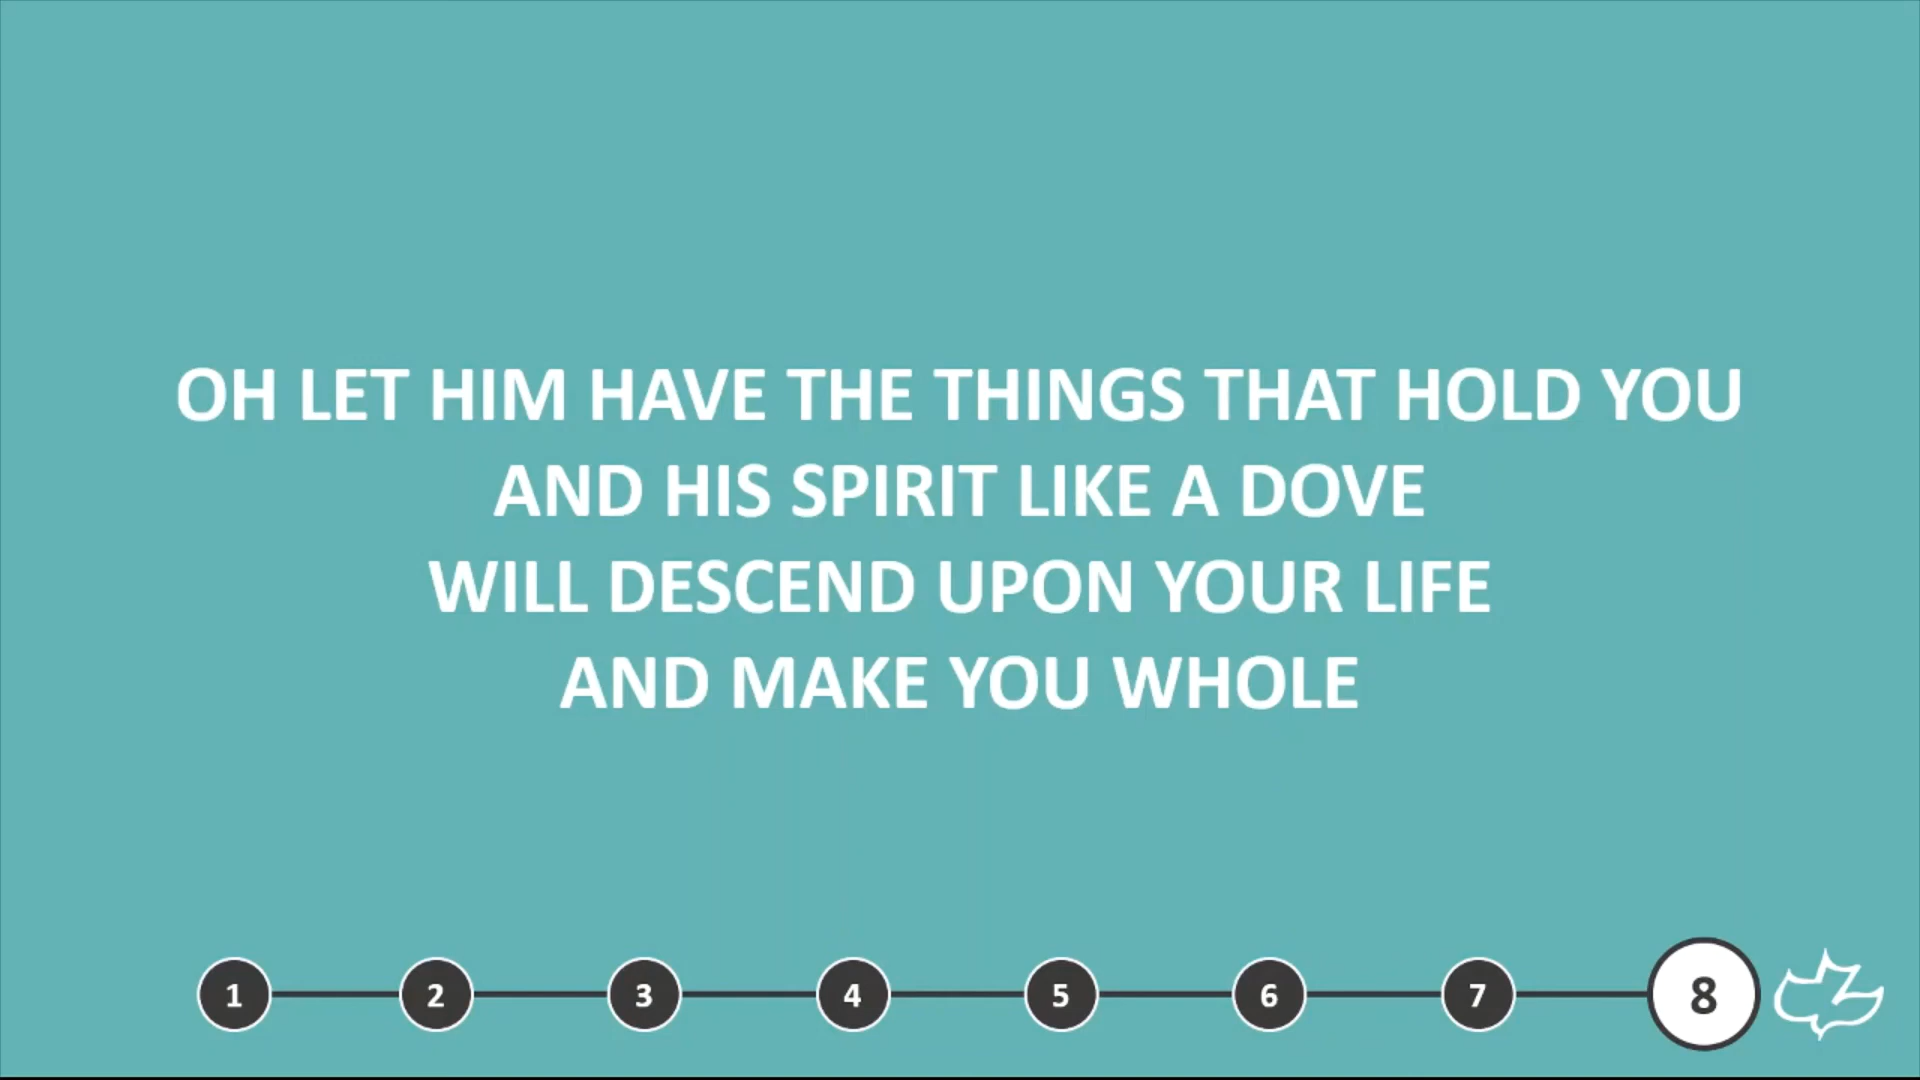 OH LET HIM HAVE THE THINGS THAT HOLD YOU
AND HIS SPIRIT LIKE A DOVE
WILL DESCEND UPON YOUR LIFE
AND MAKE YOU WHOLE
1 2 3 4 5 6 7 8